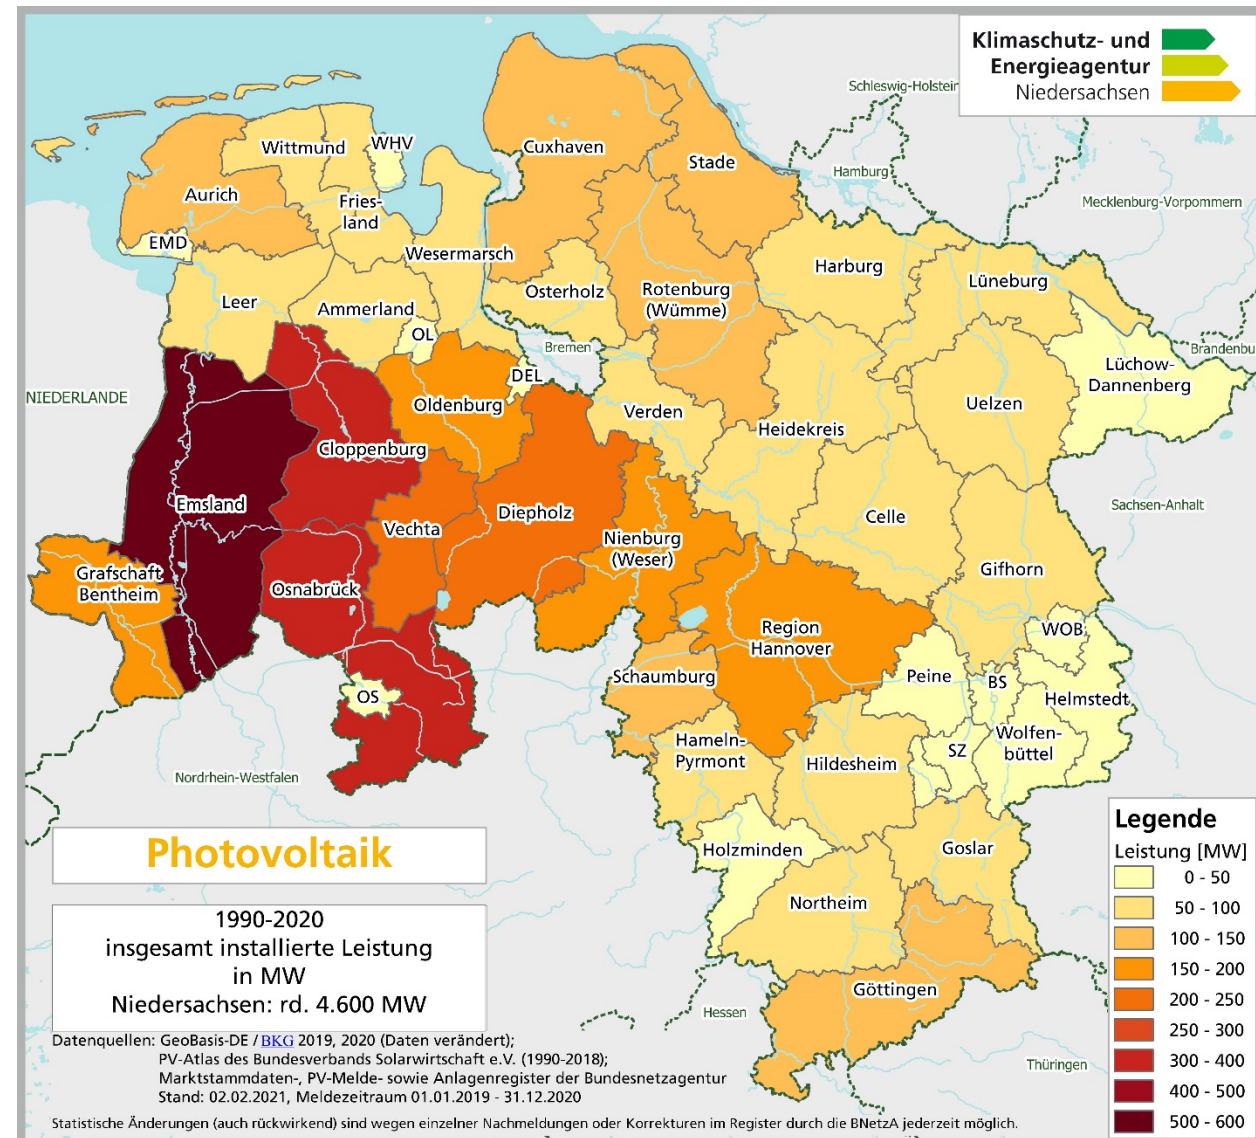 Klimaschutz- und
Energieagentur
Niedersachsen
Schleswig-Holstein
Hamburg
Mecklenburg-Vorpommern
Cuxhaven
Stade
Wittmund
WHV
Aurich
Fries-
land
EMD
Wesermarsch
Harburg
Lüneburg
Osterholz
Rotenburg
(Wümme)
Leer
Ammerland
OL
Bremen
Brandenbu
Lüchow-
Dannenberg
DEL
NIEDERLANDE
Oldenburg
Verden
Uelzen
Heidekreis
Cloppenburg
Emsland
Vechta
Diepholz
Celle
Sachsen-Anhalt
Nienburg
(Weser)
Grafschaft
Bentheim
Osnabrück
Gifhorn
Region
Hannover
WOB
Schaumburg
Peine
BS
Helmstedt
OS
Hameln-
Pyrmont
Hildesheim
SZ
Wolfen-
büttel
Nordrhein-Westfalen
Holzminden
Goslar
Northeim
Göttingen
Hessen
Thüringen
Photovoltaik
1990-2020
insgesamt installierte Leistung
in MW
Niedersachsen: rd. 4.600 MW
Legende
Leistung [MW]
0 - 50
50 - 100
100 - 150
150 - 200
200 - 250
250 - 300
300 - 400
400 - 500
500 - 600
Datenquellen: GeoBasis-DE / BKG 2019, 2020 (Daten verändert);
PV-Atlas des Bundesverbands Solarwirtschaft e.V. (1990-2018);
Marktstammdaten-, PV-Melde- sowie Anlagenregister der Bundesnetzagentur
Stand: 02.02.2021, Meldezeitraum 01.01.2019 - 31.12.2020
Statistische Änderungen (auch rückwirkend) sind wegen einzelner Nachmeldungen oder Korrekturen im Register durch die BNetzA jederzeit möglich.